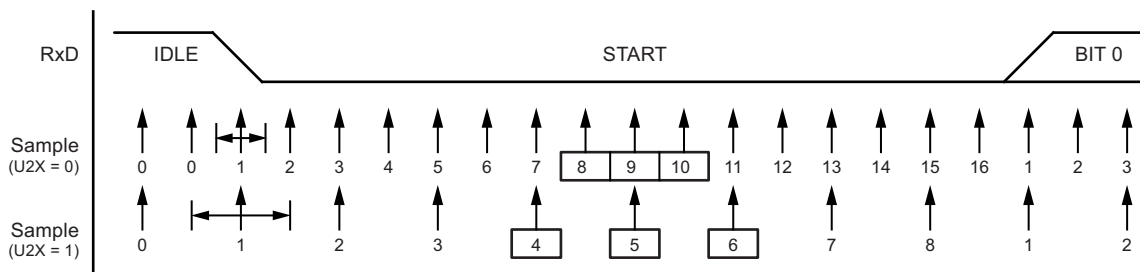 RxD IDLE START BIT 0
Sample
(U2X = 0)
0 0 1 2 3 4 5 6 7 8 9 10 11 12 13 14 15 16 1 2 3
Sample
(U2X = 1)
0 1 2 3 4 5 6 7 8 1 2